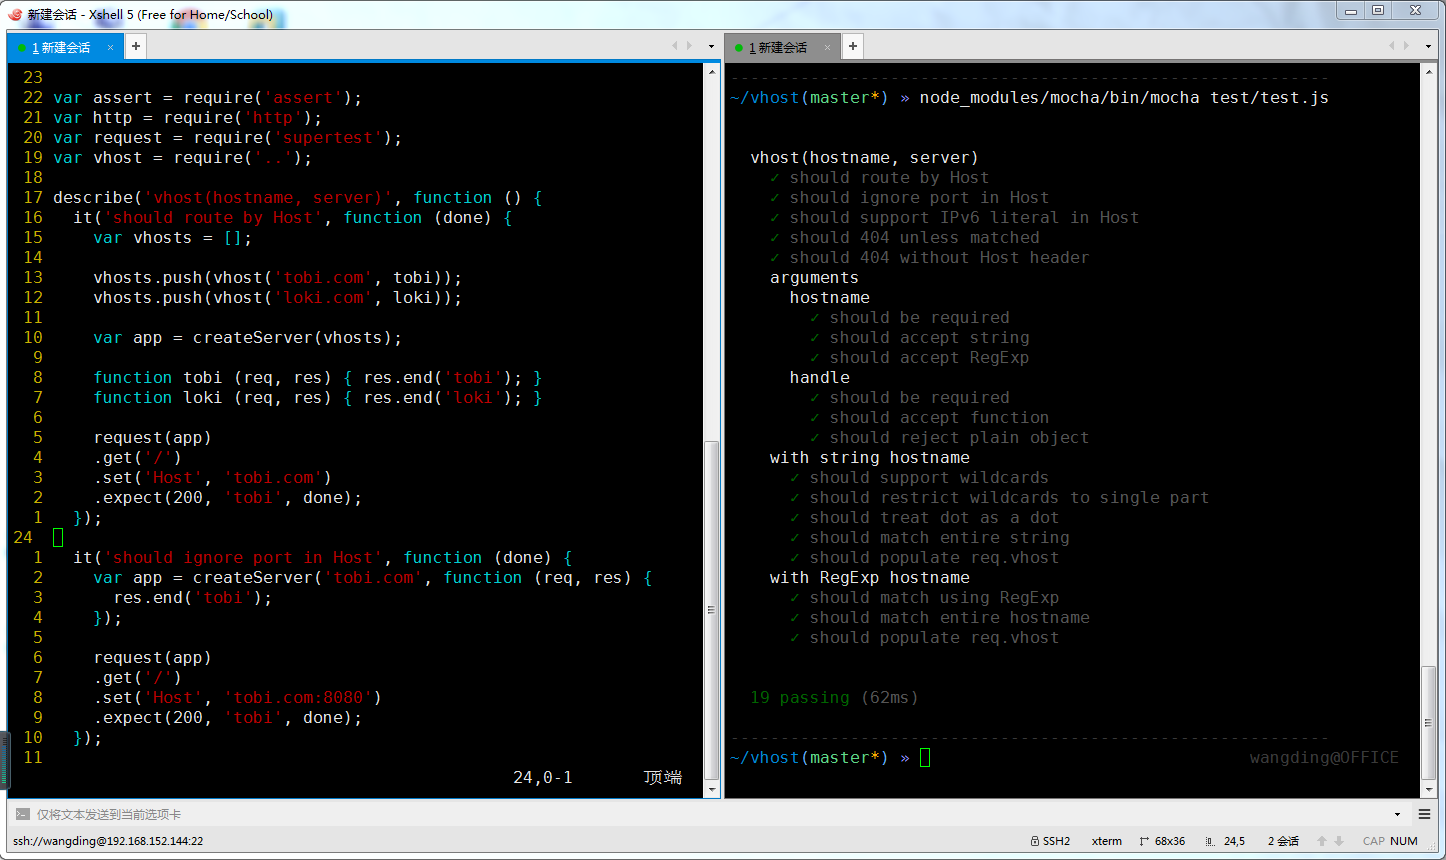 新建会话 - Xshell 5 (Free for Home/School)
1 新建会话 × +
23
22 var assert = require('assert');
21 var http = require('http');
20 var request = require('supertest');
19 var vhost = require('..');
18
17 describe('vhost(hostname, server)', function () {
16   it('should route by Host', function (done) {
15     var vhosts = [];
14
13     vhosts.push(vhost('tobi.com', tobi));
12     vhosts.push(vhost('loki.com', loki));
11
10     var app = createServer(vhosts);
9
8     function tobi (req, res) { res.end('tobi'); }
7     function loki (req, res) { res.end('loki'); }
6
5     request(app)
4     .get('/')
3     .set('Host', 'tobi.com')
2     .expect(200, 'tobi', done);
1   });
24
1   it('should ignore port in Host', function (done) {
2     var app = createServer('tobi.com', function (req, res) {
3       res.end('tobi');
4     });
5
6     request(app)
7     .get('/')
8     .set('Host', 'tobi.com:8080')
9     .expect(200, 'tobi', done);
10   });
11
24,0-1 顶端
1 新建会话 × +
------------------------------------------------------------
~/vhost(master*) » node_modules/mocha/bin/mocha test/test.js
vhost(hostname, server)
✓ should route by Host
✓ should ignore port in Host
✓ should support IPv6 literal in Host
✓ should 404 unless matched
✓ should 404 without Host header
arguments
hostname
✓ should be required
✓ should accept string
✓ should accept RegExp
handle
✓ should be required
✓ should accept function
✓ should reject plain object
with string hostname
✓ should support wildcards
✓ should restrict wildcards to single part
✓ should treat dot as a dot
✓ should match entire string
✓ should populate req.vhost
with RegExp hostname
✓ should match using RegExp
✓ should match entire hostname
✓ should populate req.vhost
19 passing (62ms)
------------------------------------------------------------
~/vhost(master*) » wangding@OFFICE
仅将文本发送到当前选项卡
ssh://wangding@192.168.152.144:22 SSH2 xterm 68x36 24,5 2 会话 CAP NUM